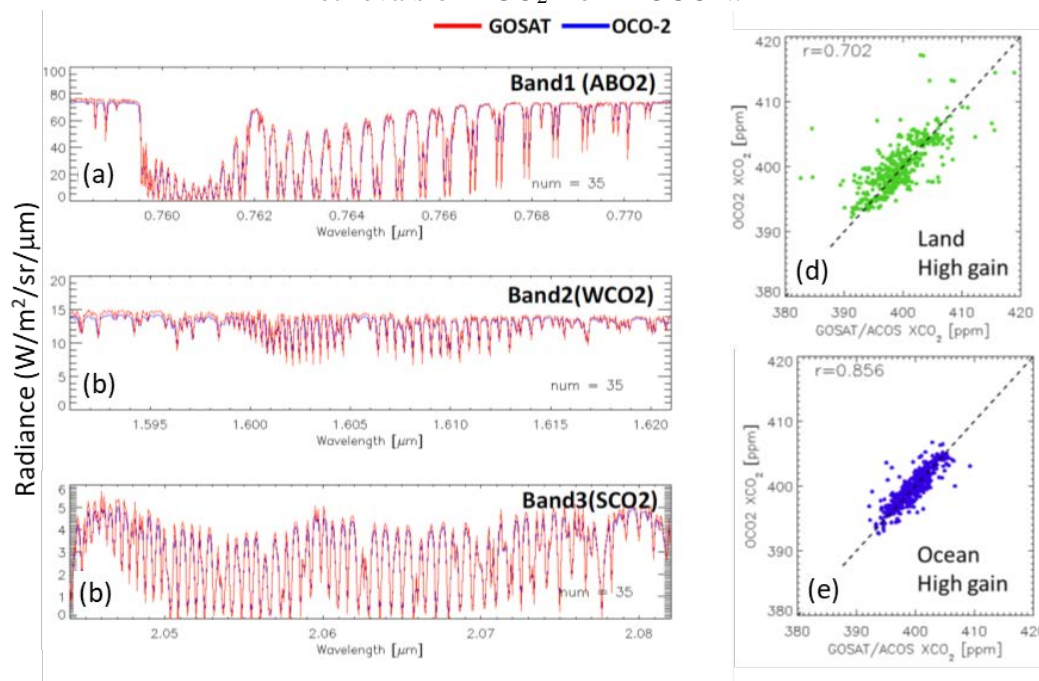 GOSAT OCO-2
Radiance (W/m²/sr/μm)
100
80
60
40
20
0
Band1 (ABO2)
(a)
num = 35
0.760 0.762 0.764 0.766 0.768 0.770
Wavelength [μm]
20
15
10
5
0
Band2(WCO2)
(b)
num = 35
1.595 1.600 1.605 1.610 1.615 1.620
Wavelength [μm]
6
5
4
3
2
1
0
Band3(SCO2)
(b)
num = 35
2.05 2.06 2.07 2.08
Wavelength [μm]
420
410
400
390
380
OCO2 XCO₂ [ppm]
r=0.702
Land
High gain
(d)
380 390 400 410 420
GOSAT/ACOS XCO₂ [ppm]
420
410
400
390
380
OCO2 XCO₂ [ppm]
r=0.856
Ocean
High gain
(e)
380 390 400 410 420
GOSAT/ACOS XCO₂ [ppm]